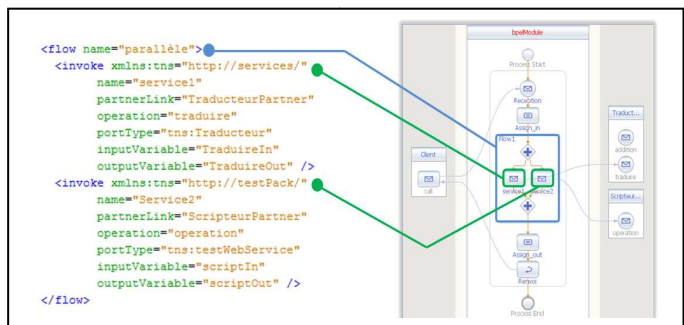 <flow name="parallèle">
<invoke xmlns:tns="http://services/"
name="service1"
partnerLink="TraducteurPartner"
operation="traduire"
portType="tns:Traducteur"
inputVariable="TraduireIn"
outputVariable="TraduireOut" />
<invoke xmlns:tns="http://testPack/"
name="Service2"
partnerLink="ScripteurPartner"
operation="operation"
portType="tns:testWebService"
inputVariable="scriptIn"
outputVariable="scriptOut" />
</flow>
bpelModule
Process Start
Reception
Assign_in
Flow1
service1
Service2
Assign_out
Renvoi
Process End
Client
call
Traduct...
addition
traduire
Scripteur...
operation